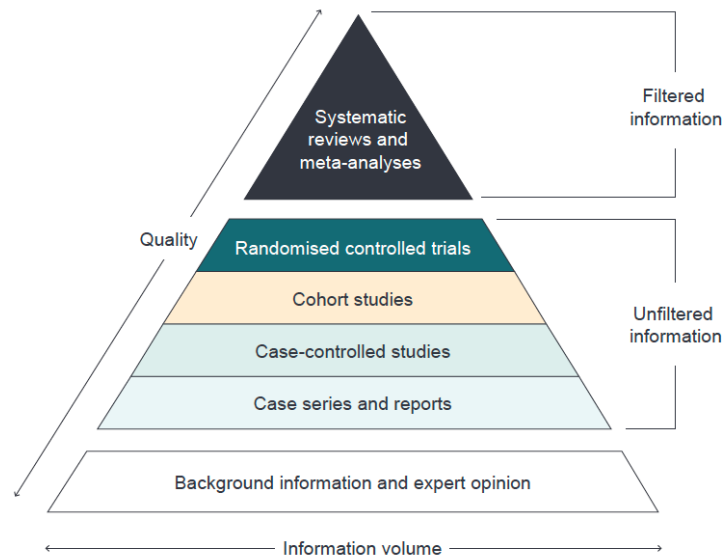 Systematic
reviews and
meta-analyses
Filtered
information
Quality
Randomised controlled trials
Cohort studies
Unfiltered
information
Case-controlled studies
Case series and reports
Background information and expert opinion
Information volume